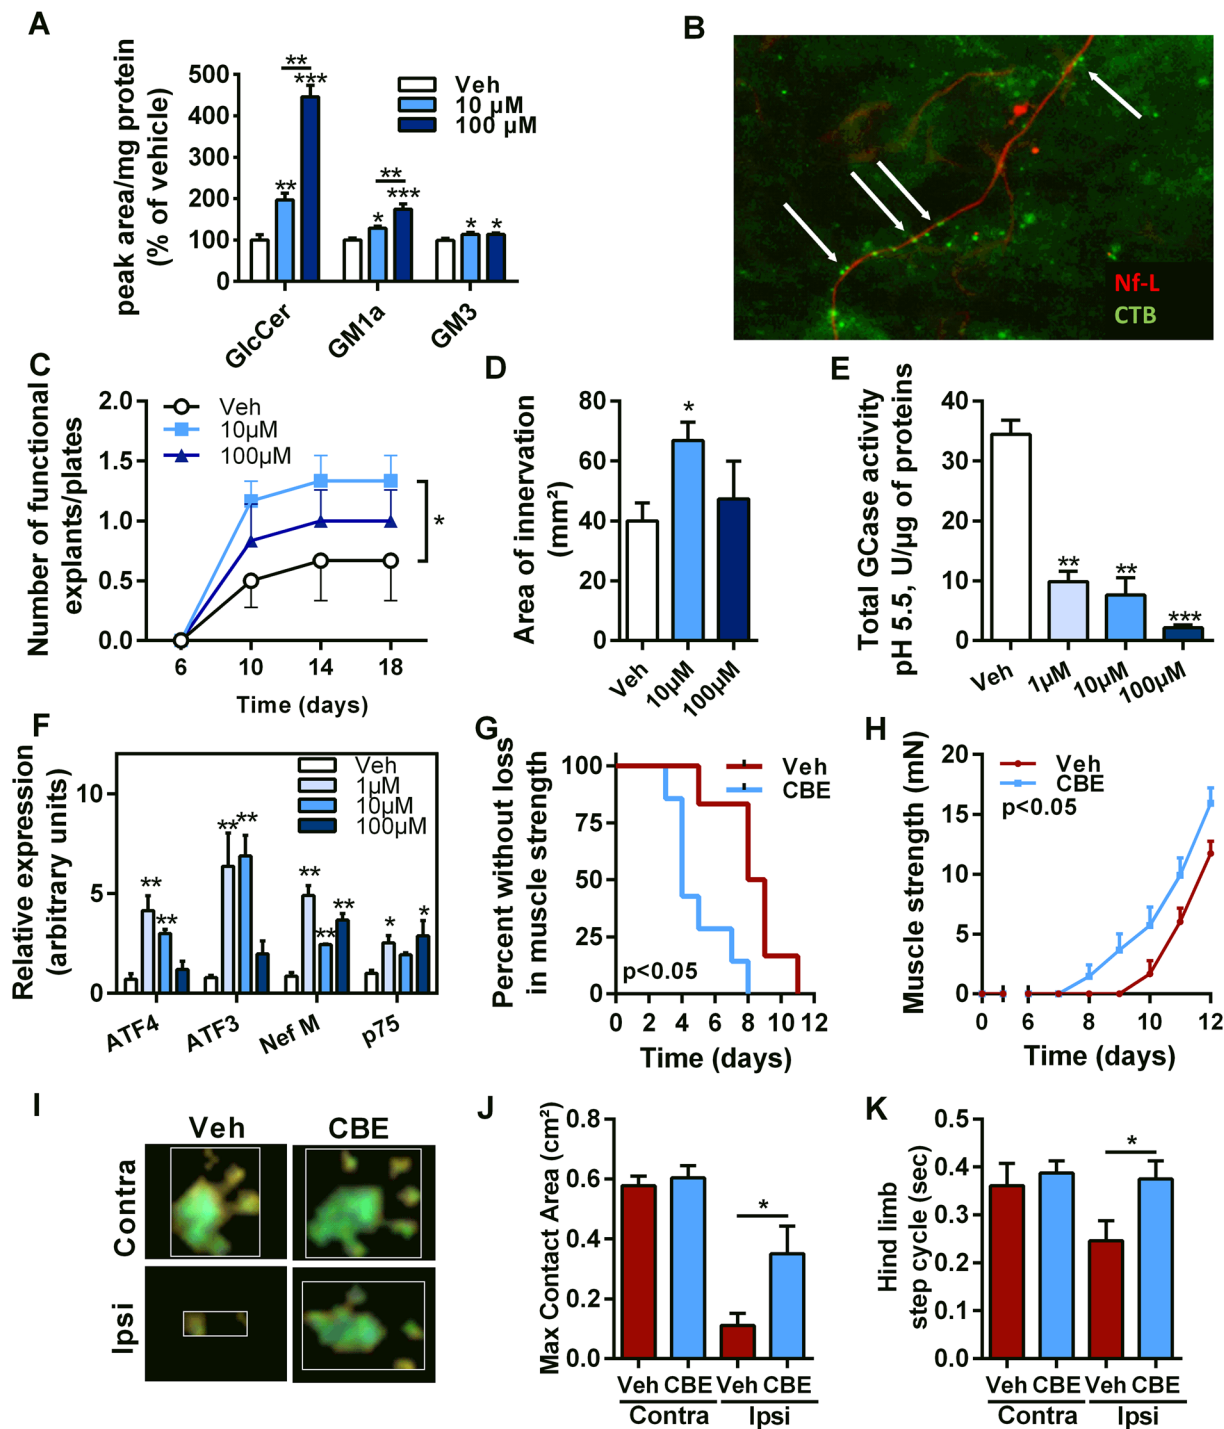 A
peak area/mg protein
(% of vehicle)
500
400
300
200
100
0
**
***
**
**
***
*
*
*
Veh
10 µM
100 µM
GlcCer
GM1a
GM3
B
Nf-L
CTB
C
Number of functional
explants/plates
2.0
1.5
1.0
0.5
0.0
Veh
10µM
100µM
*
6 10 14 18
Time (days)
D
Area of innervation
(mm²)
80
60
40
20
0
*
Veh
10µM
100µM
E
Total GCase activity
pH 5.5, U/µg of proteins
40
30
20
10
0
**
**
***
Veh
1µM
10µM
100µM
F
Relative expression
(arbitrary units)
10
5
0
Veh
1µM
10µM
100µM
**
**
**
**
**
**
**
*
*
ATF4
ATF3
Nef M
p75
G
Percent without loss
in muscle strength
100
75
50
25
0
Veh
CBE
p<0.05
0 2 4 6 8 10 12
Time (days)
H
Muscle strength (mN)
20
15
10
5
0
Veh
CBE
p<0.05
0 6 8 10 12
Time (days)
I
Veh CBE
Contra
Ipsi
J
Max Contact Area (cm²)
0.8
0.6
0.4
0.2
0.0
*
Veh CBE Veh CBE
Contra Ipsi
K
Hind limb
step cycle (sec)
0.5
0.4
0.3
0.2
0.1
0.0
*
Veh CBE Veh CBE
Contra Ipsi